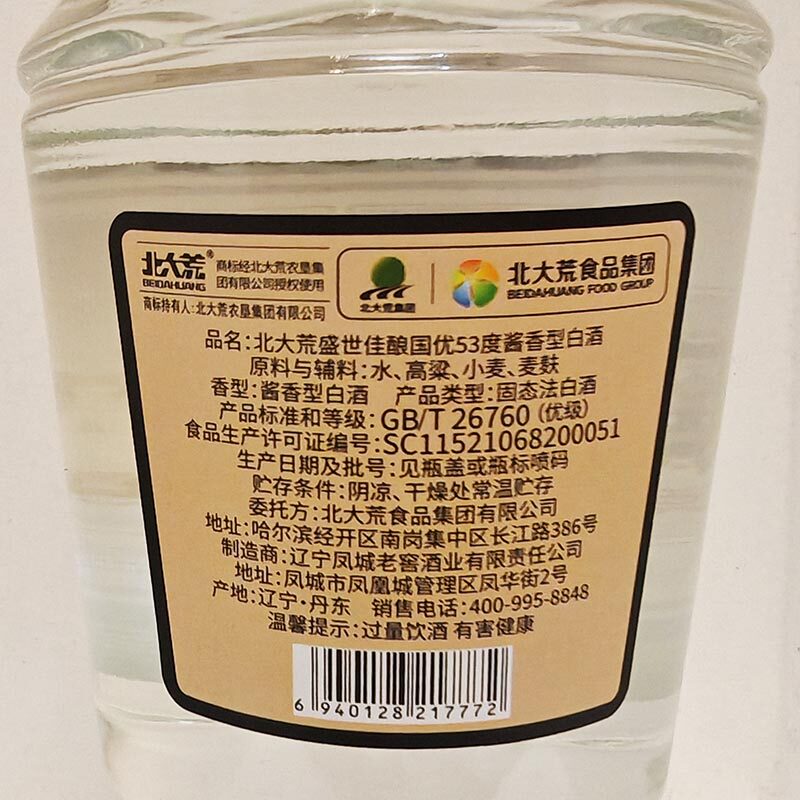 北大荒®
BEIDAHUANG
商标经北大荒农垦集
团有限公司授权使用
商标持有人:北大荒农垦集团有限公司
北大荒集团
北大荒食品集团
BEIDAHUANG FOOD GROUP
品名:北大荒盛世佳酿国优53度酱香型白酒
原料与辅料:水、高粱、小麦、麦麸
香型:酱香型白酒 产品类型:固态法白酒
产品标准和等级:GB/T 26760(优级)
食品生产许可证编号:SC11521068200051
生产日期及批号:见瓶盖或瓶标喷码
贮存条件:阴凉、干燥处常温贮存
委托方:北大荒食品集团有限公司
地址:哈尔滨经开区南岗集中区长江路386号
制造商:辽宁凤城老窖酒业有限责任公司
地址:凤城市凤凰城管理区凤华街2号
产地:辽宁·丹东 销售电话:400-995-8848
温馨提示:过量饮酒 有害健康
6 940128 217772